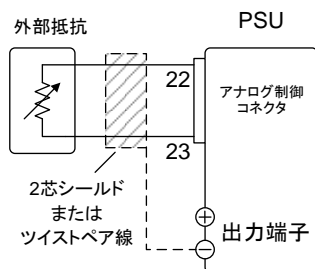 外部抵抗
PSU
22
アナログ制御
コネクタ
23
2芯シールド
または
ツイストペア線
出力端子